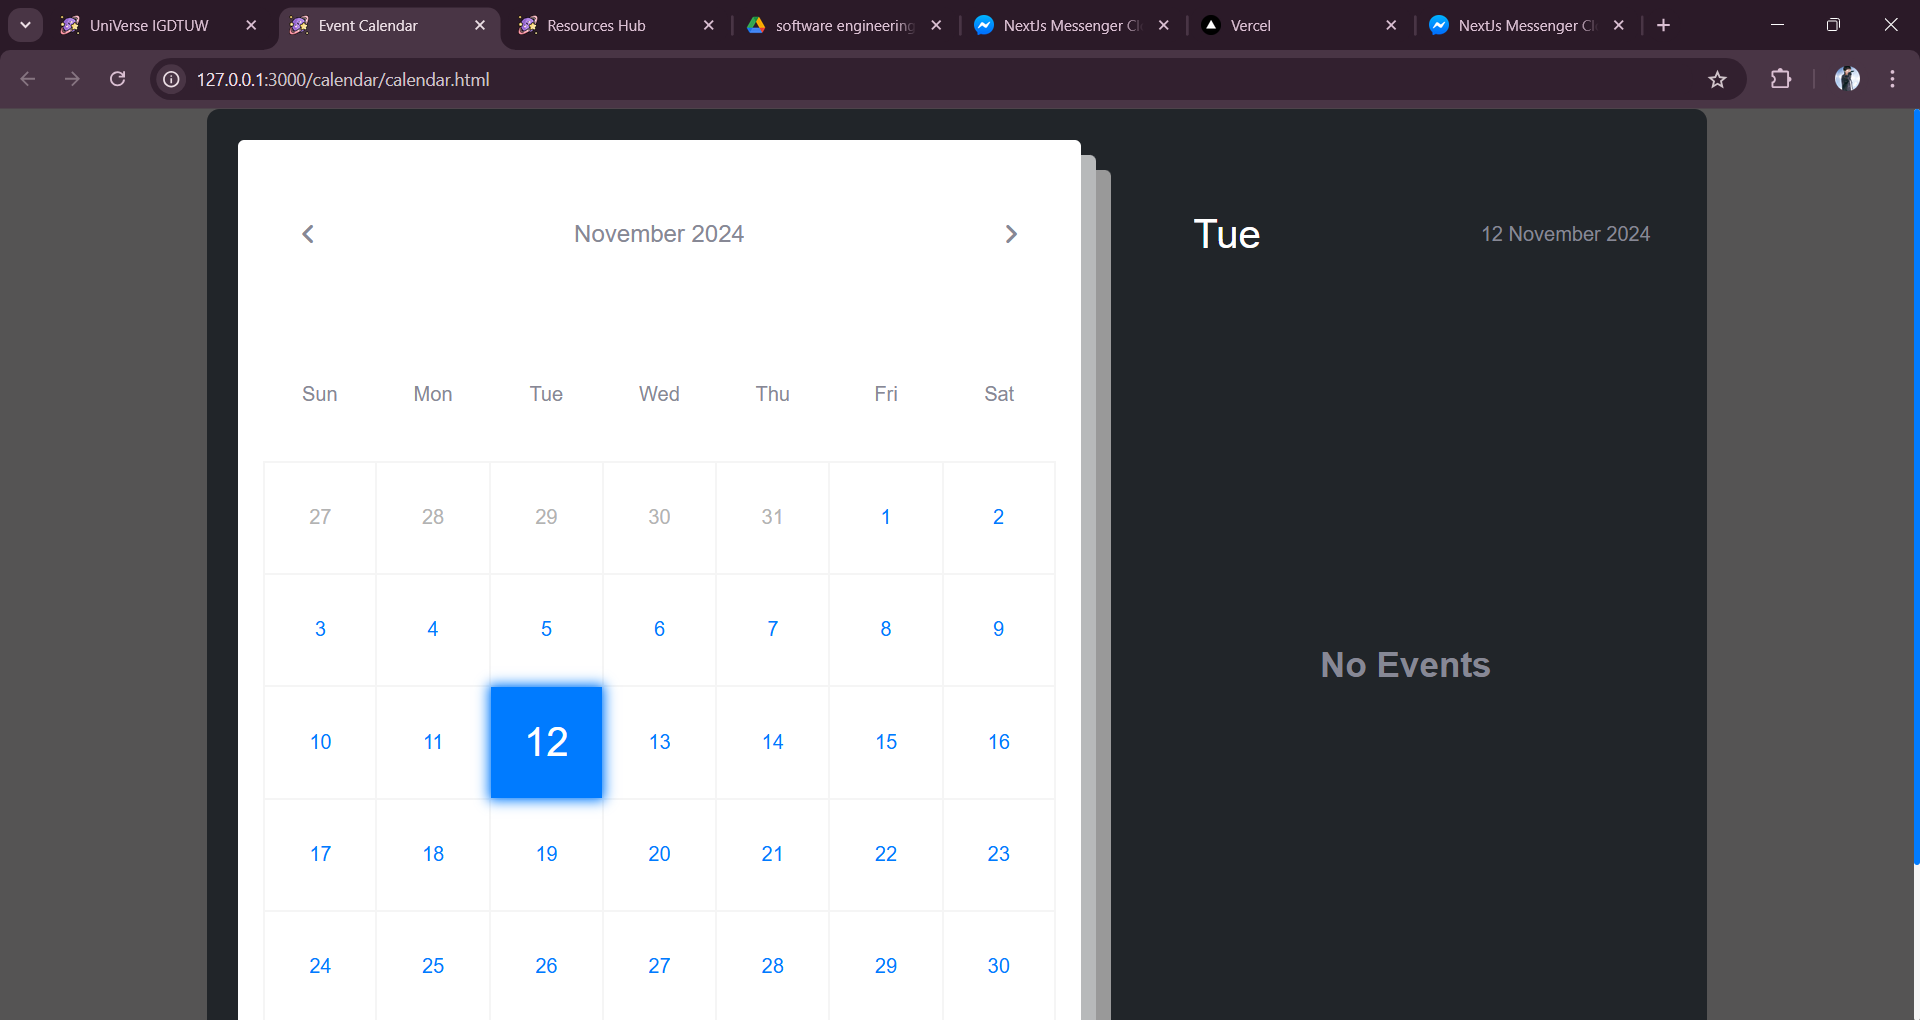 UniVerse IGDTUW
Event Calendar
Resources Hub
software engineering
NextJs Messenger Cl
Vercel
NextJs Messenger Cl
127.0.0.1:3000/calendar/calendar.html
November 2024
Sun Mon Tue Wed Thu Fri Sat
27 28 29 30 31 1 2
3 4 5 6 7 8 9
10 11 12 13 14 15 16
17 18 19 20 21 22 23
24 25 26 27 28 29 30
Tue
12 November 2024
No Events